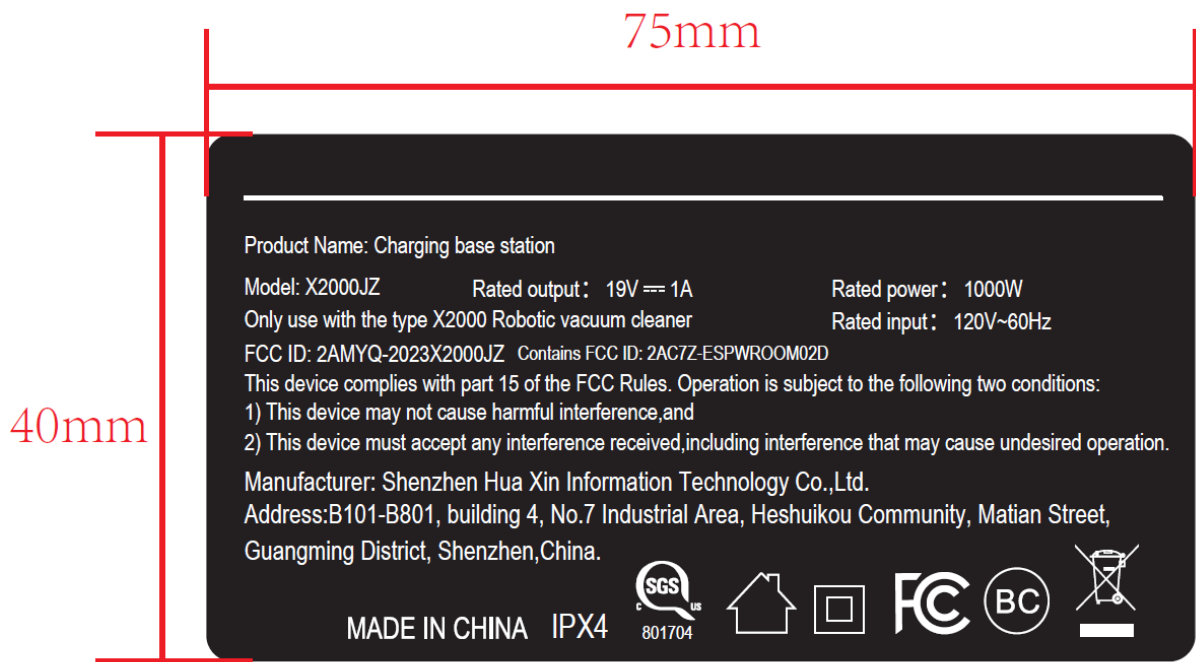 75mm
40mm
Product Name: Charging base station
Model: X2000JZ Rated output: 19V ⎓ 1A Rated power: 1000W
Only use with the type X2000 Robotic vacuum cleaner Rated input: 120V~60Hz
FCC ID: 2AMYQ-2023X2000JZ Contains FCC ID: 2AC7Z-ESPWROOM02D
This device complies with part 15 of the FCC Rules. Operation is subject to the following two conditions:
1) This device may not cause harmful interference,and
2) This device must accept any interference received,including interference that may cause undesired operation.
Manufacturer: Shenzhen Hua Xin Information Technology Co.,Ltd.
Address:B101-B801, building 4, No.7 Industrial Area, Heshuikou Community, Matian Street,
Guangming District, Shenzhen,China.
MADE IN CHINA IPX4 c SGS us 801704 FCC BC